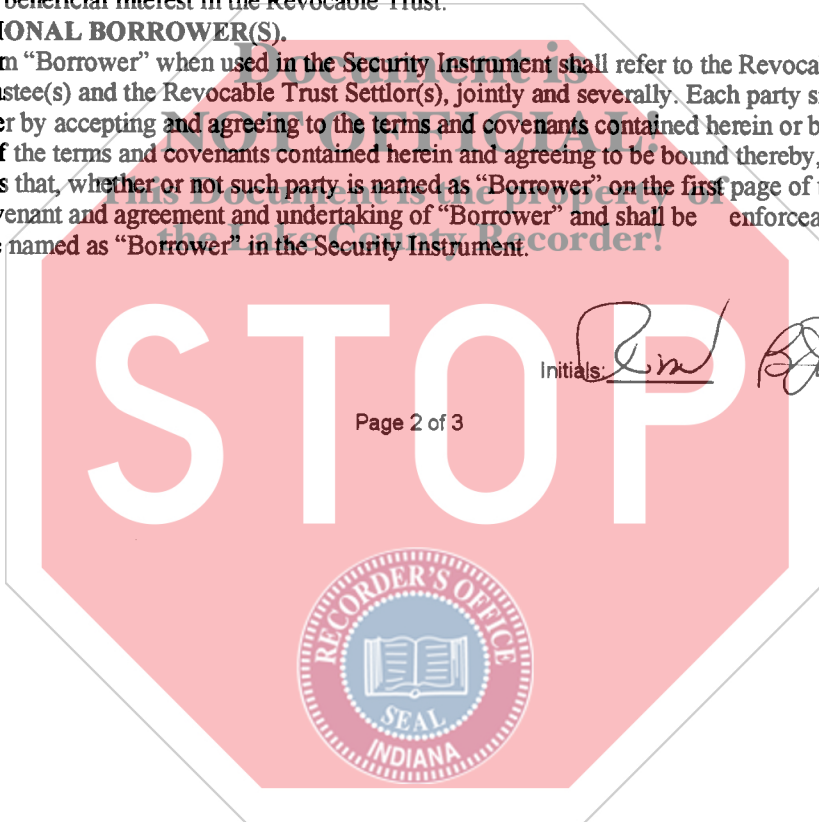 beneficial interest in the Revocable Trust.
IONAL BORROWER(S).
m “Borrower” when used in the Security Instrument shall refer to the Revoca
stee(s) and the Revocable Trust Settlor(s), jointly and severally. Each party si
er by accepting and agreeing to the terms and covenants contained herein or b
f the terms and covenants contained herein and agreeing to be bound thereby,
s that, whether or not such party is named as “Borrower” on the first page of
venant and agreement and undertaking of “Borrower” and shall be enforcea
named as “Borrower” in the Security Instrument.
Document is
NOT OFFICIAL!
This Document is the property of
the Lake County Recorder!
Initials:
Page 2 of 3
STOP
RECORDER'S OFFICE
SEAL
INDIANA